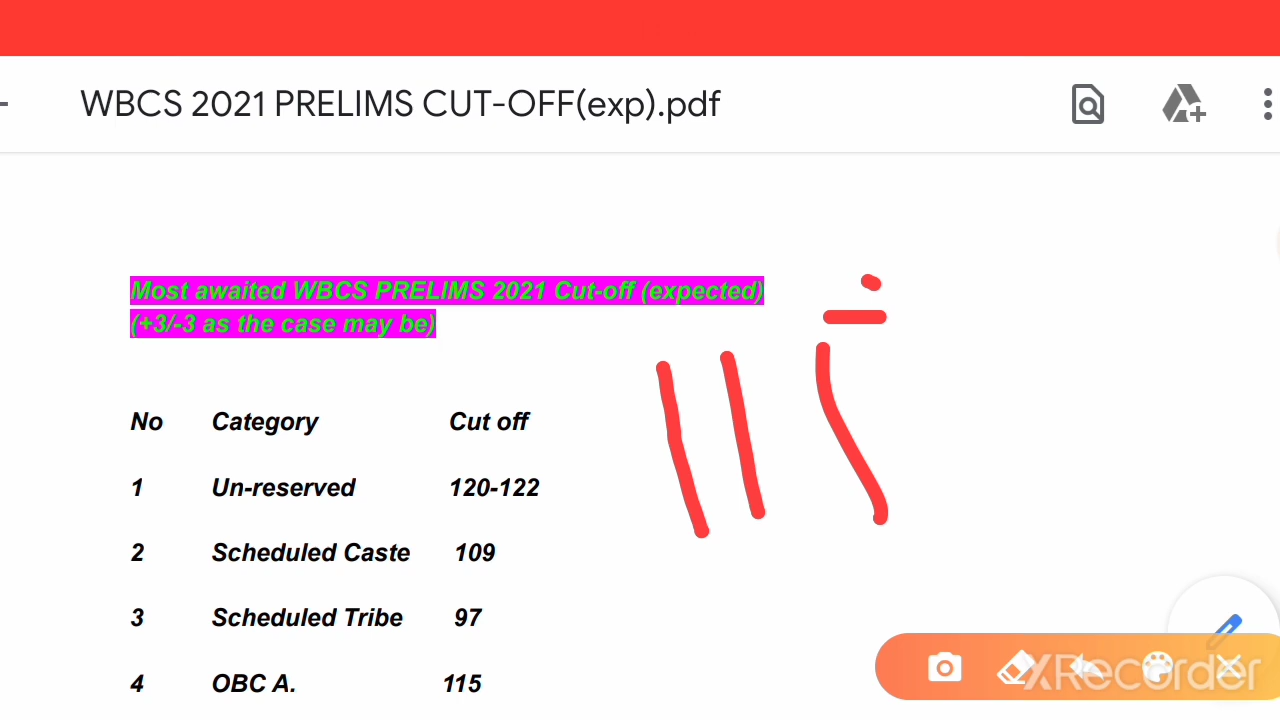 WBCS 2021 PRELIMS CUT-OFF(exp).pdf
Most awaited WBCS PRELIMS 2021 Cut-off (expected)
(+3/-3 as the case may be)
No Category Cut off
1 Un-reserved 120-122
2 Scheduled Caste 109
3 Scheduled Tribe 97
4 OBC A. 115
XRecorder